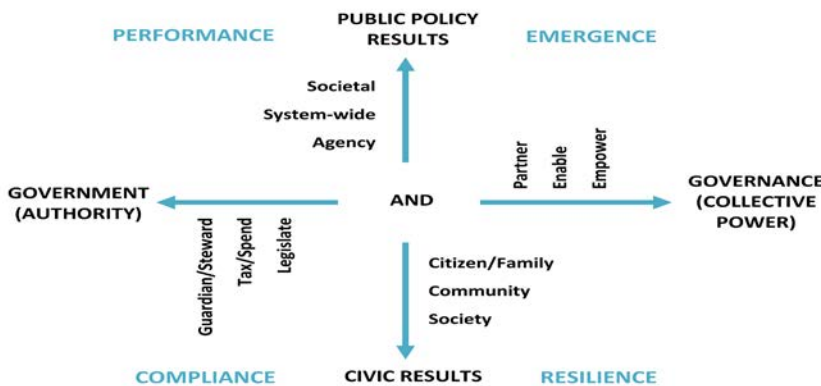 PERFORMANCE
PUBLIC POLICY
RESULTS
EMERGENCE
Societal
System-wide
Agency
Partner
Enable
Empower
GOVERNMENT
(AUTHORITY)
AND
GOVERNANCE
(COLLECTIVE
POWER)
Guardian/Steward
Tax/Spend
Legislate
Citizen/Family
Community
Society
COMPLIANCE
CIVIC RESULTS
RESILIENCE